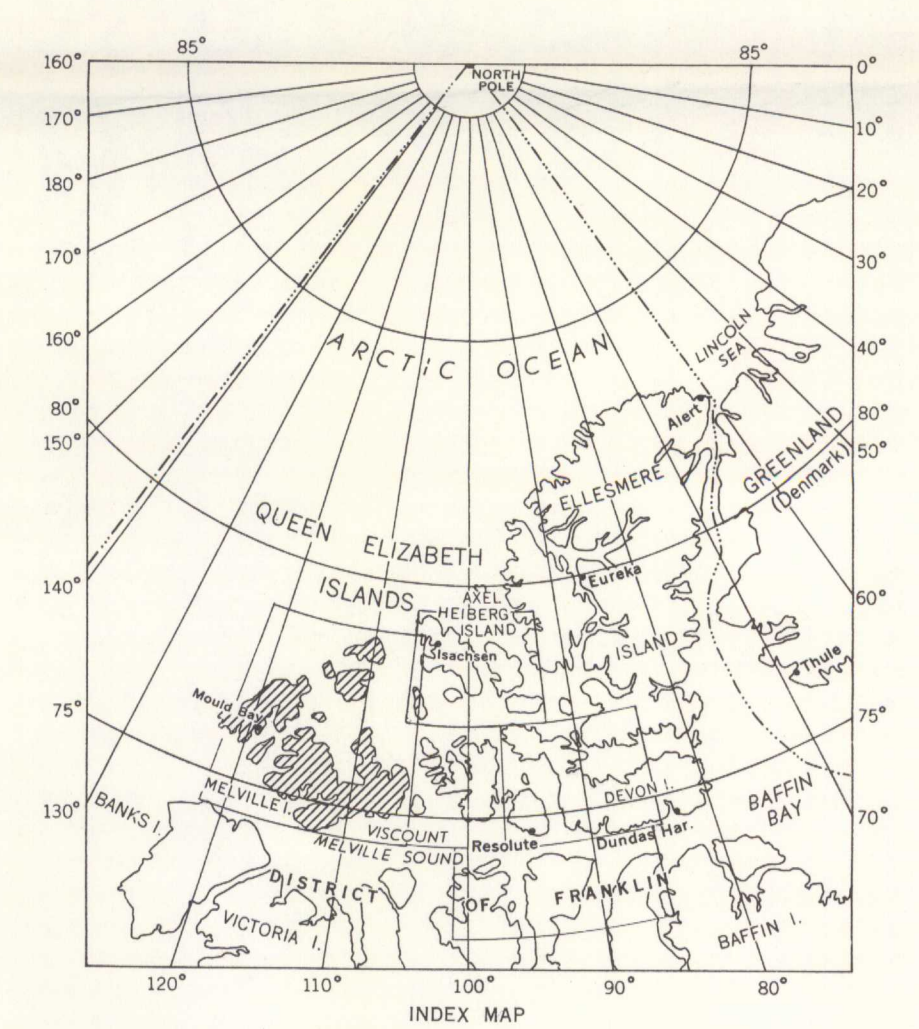 85°
85°
160°
0°
NORTH
POLE
170°
10°
180°
20°
170°
30°
160°
40°
ARCTIC OCEAN
LINCOLN
SEA
80°
80°
150°
50°
Alert
GREENLAND
(Denmark)
ELLESMERE
QUEEN ELIZABETH
ISLANDS
Eureka
140°
60°
AXEL
HEIBERG
ISLAND
Isachsen
ISLAND
Thule
Mould Bay
75°
75°
MELVILLE I.
DEVON I.
BAFFIN
BAY
130°
70°
BANKS I.
VISCOUNT
MELVILLE SOUND
Resolute
Dundas Har.
DISTRICT OF FRANKLIN
VICTORIA I.
BAFFIN I.
120°
110°
100°
90°
80°
INDEX MAP